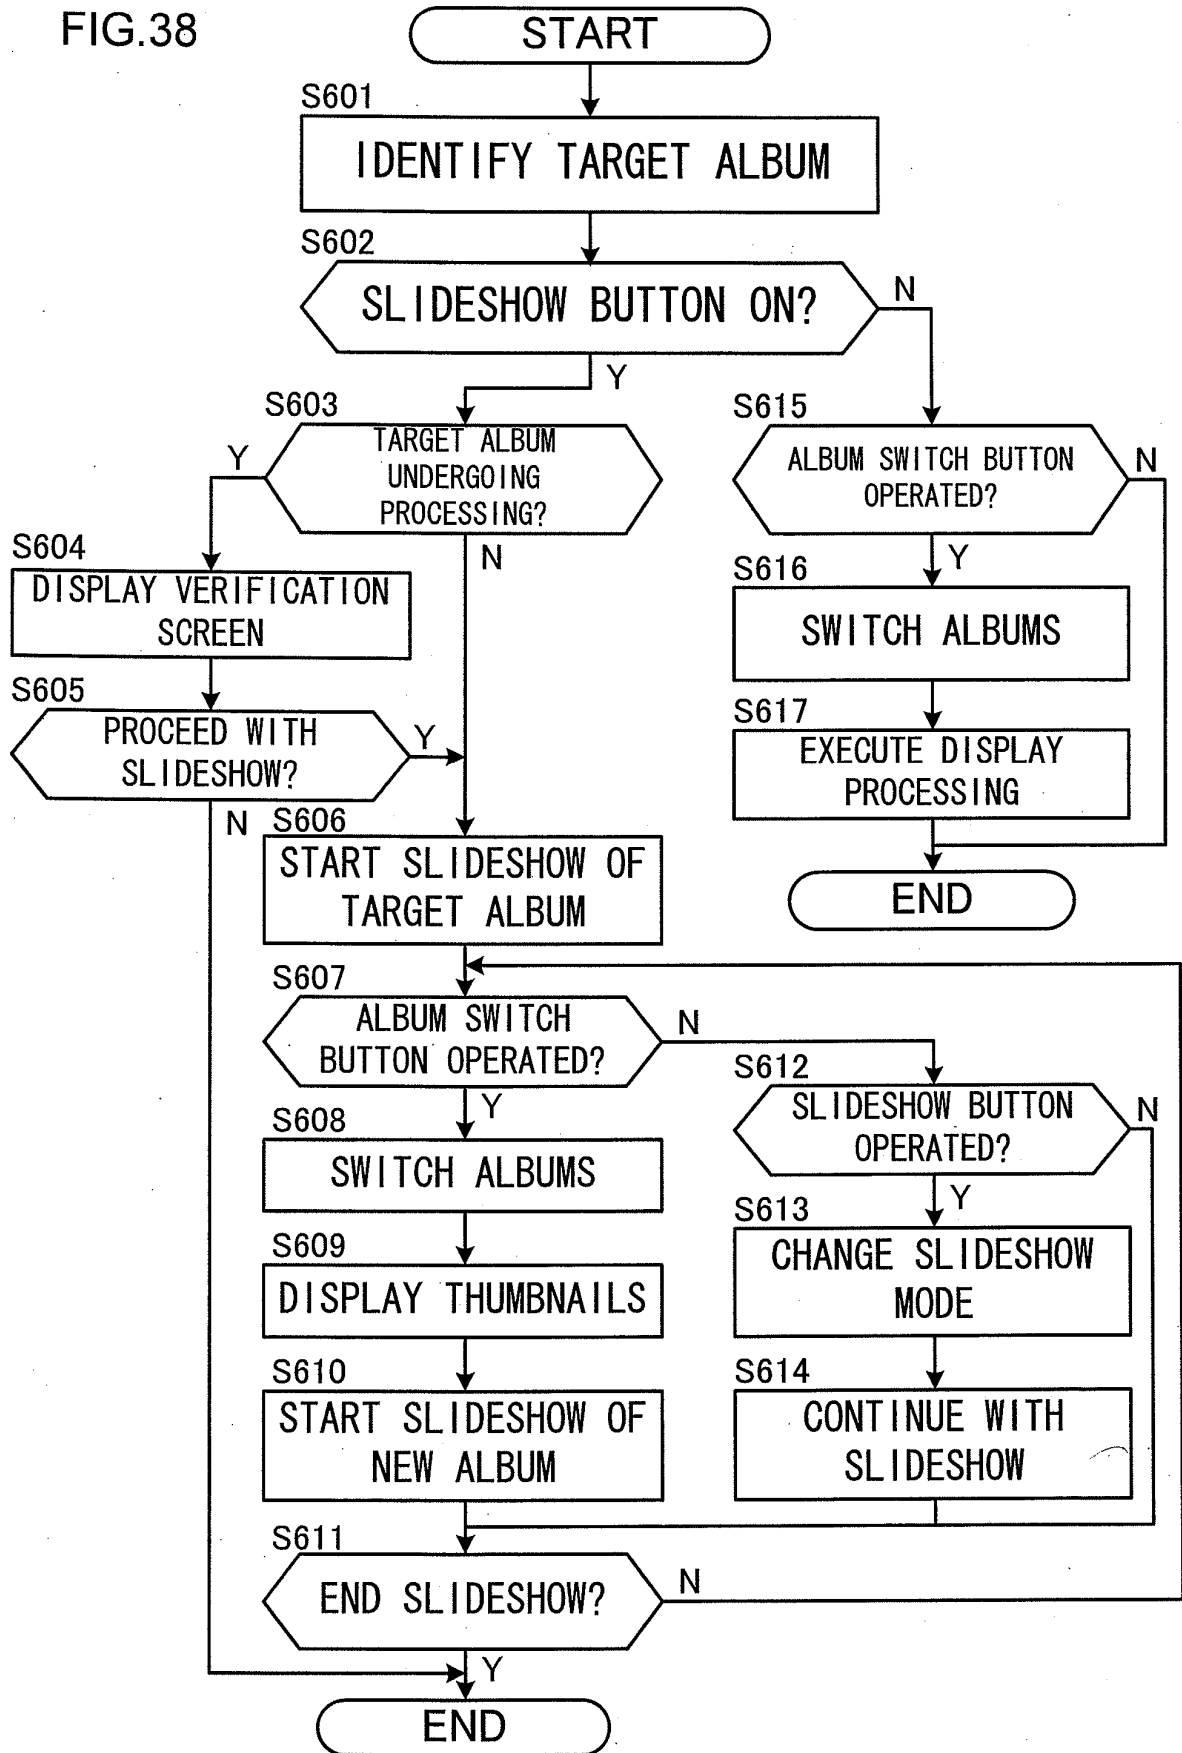 FIG.38
START
S601
IDENTIFY TARGET ALBUM
S602
SLIDESHOW BUTTON ON?
N
Y
S603
TARGET ALBUM
UNDERGOING
PROCESSING?
Y
N
S604
DISPLAY VERIFICATION
SCREEN
S605
PROCEED WITH
SLIDESHOW?
Y
N
S606
START SLIDESHOW OF
TARGET ALBUM
S607
ALBUM SWITCH
BUTTON OPERATED?
N
Y
S608
SWITCH ALBUMS
S609
DISPLAY THUMBNAILS
S610
START SLIDESHOW OF
NEW ALBUM
S611
END SLIDESHOW?
N
Y
END
S612
SLIDESHOW BUTTON
OPERATED?
N
Y
S613
CHANGE SLIDESHOW
MODE
S614
CONTINUE WITH
SLIDESHOW
S615
ALBUM SWITCH BUTTON
OPERATED?
N
Y
S616
SWITCH ALBUMS
S617
EXECUTE DISPLAY
PROCESSING
END